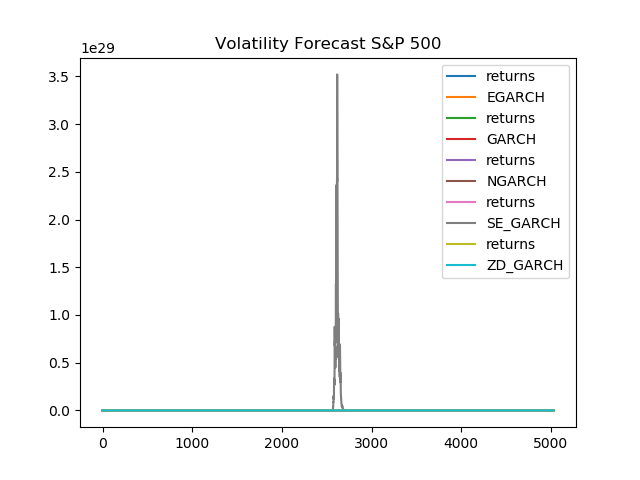 Volatility Forecast S&P 500
1e29
3.5
3.0
2.5
2.0
1.5
1.0
0.5
0.0
0
1000
2000
3000
4000
5000
returns
EGARCH
returns
GARCH
returns
NGARCH
returns
SE_GARCH
returns
ZD_GARCH